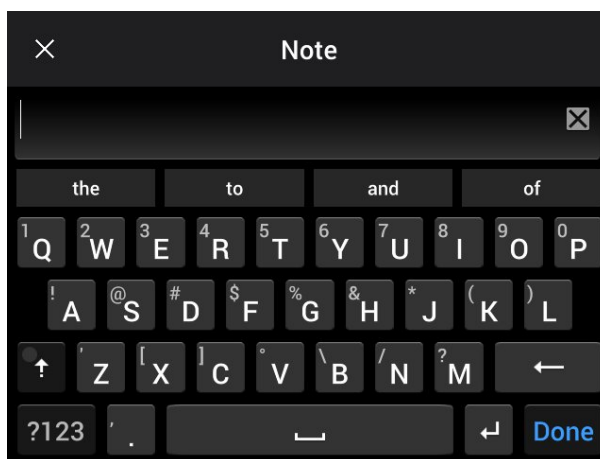 Note
the to and of
1Q 2W 3E 4R 5T 6Y 7U 8I 9O 0P
!A @S #D $F %G &H *J (K )L
'Z [X ]C °V \B /N ?M
?123 ' . Done